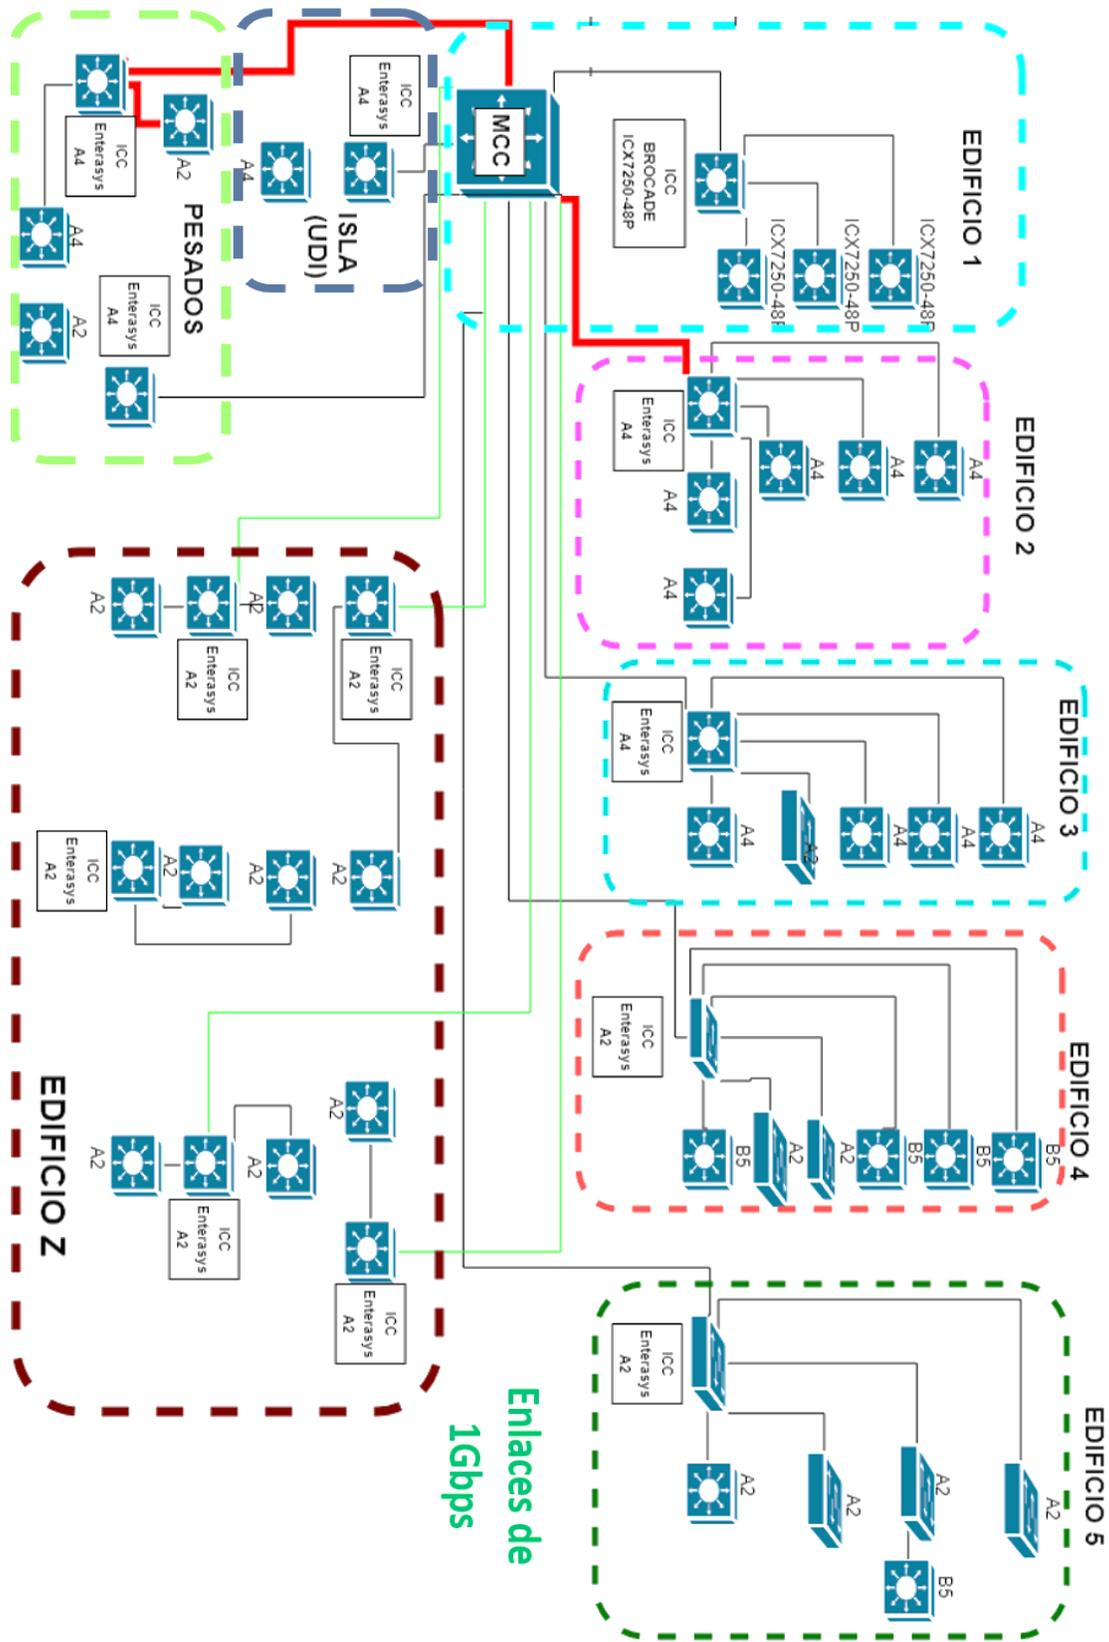 EDIFICIO 1
ICX7250-48P
ICX7250-48P
ICX7250-48P
ICC
BROCADE
ICX7250-48P
MCC
ICC
Enterasys
A4
A4
ISLA
(UDI)
ICC
Enterasys
A4
A2
A4
PESADOS
ICC
Enterasys
A4
A2
EDIFICIO 2
A4
A4
A4
ICC
Enterasys
A4
A4
A4
EDIFICIO 3
A4
A4
A4
A2
A4
ICC
Enterasys
A4
EDIFICIO 4
B5
B5
B5
A2
A2
B5
ICC
Enterasys
A2
EDIFICIO 5
A2
A2
B5
A2
A2
ICC
Enterasys
A2
Enlaces de
1Gbps
ICC
Enterasys
A2
A2
ICC
Enterasys
A2
A2
A2
A2
A2
ICC
Enterasys
A2
A2
ICC
Enterasys
A2
A2
ICC
Enterasys
A2
A2
EDIFICIO Z